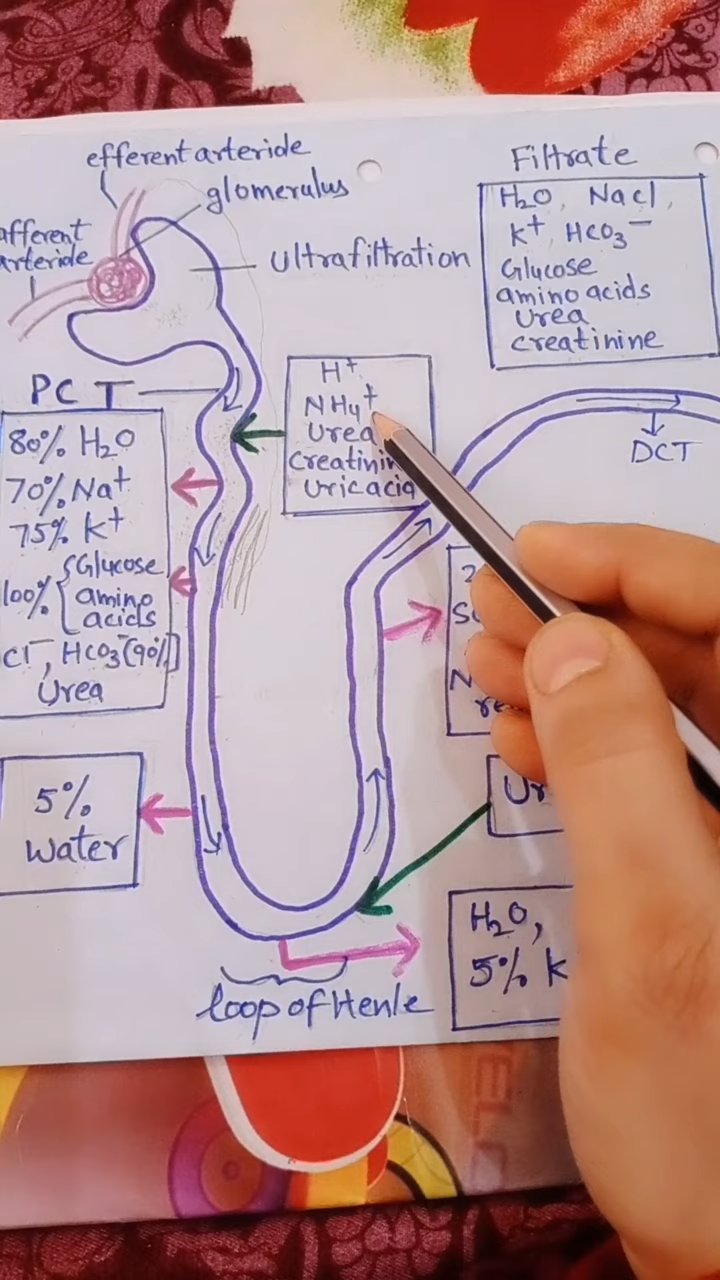 efferent arteride
glomerulus
afferent
arteride
Ultrafiltration
Filtrate
H₂O, NaCl,
K⁺, HCO₃⁻
Glucose
amino acids
Urea
creatinine
PCT
80% H₂O
70% Na⁺
75% K⁺
100% { Glucose
amino
acids
Cl⁻, HCO₃⁻(90%)
Urea
H⁺
NH₄⁺
Urea
Uric acid
DCT
5%
Water
H₂O,
5% K
loop of Henle